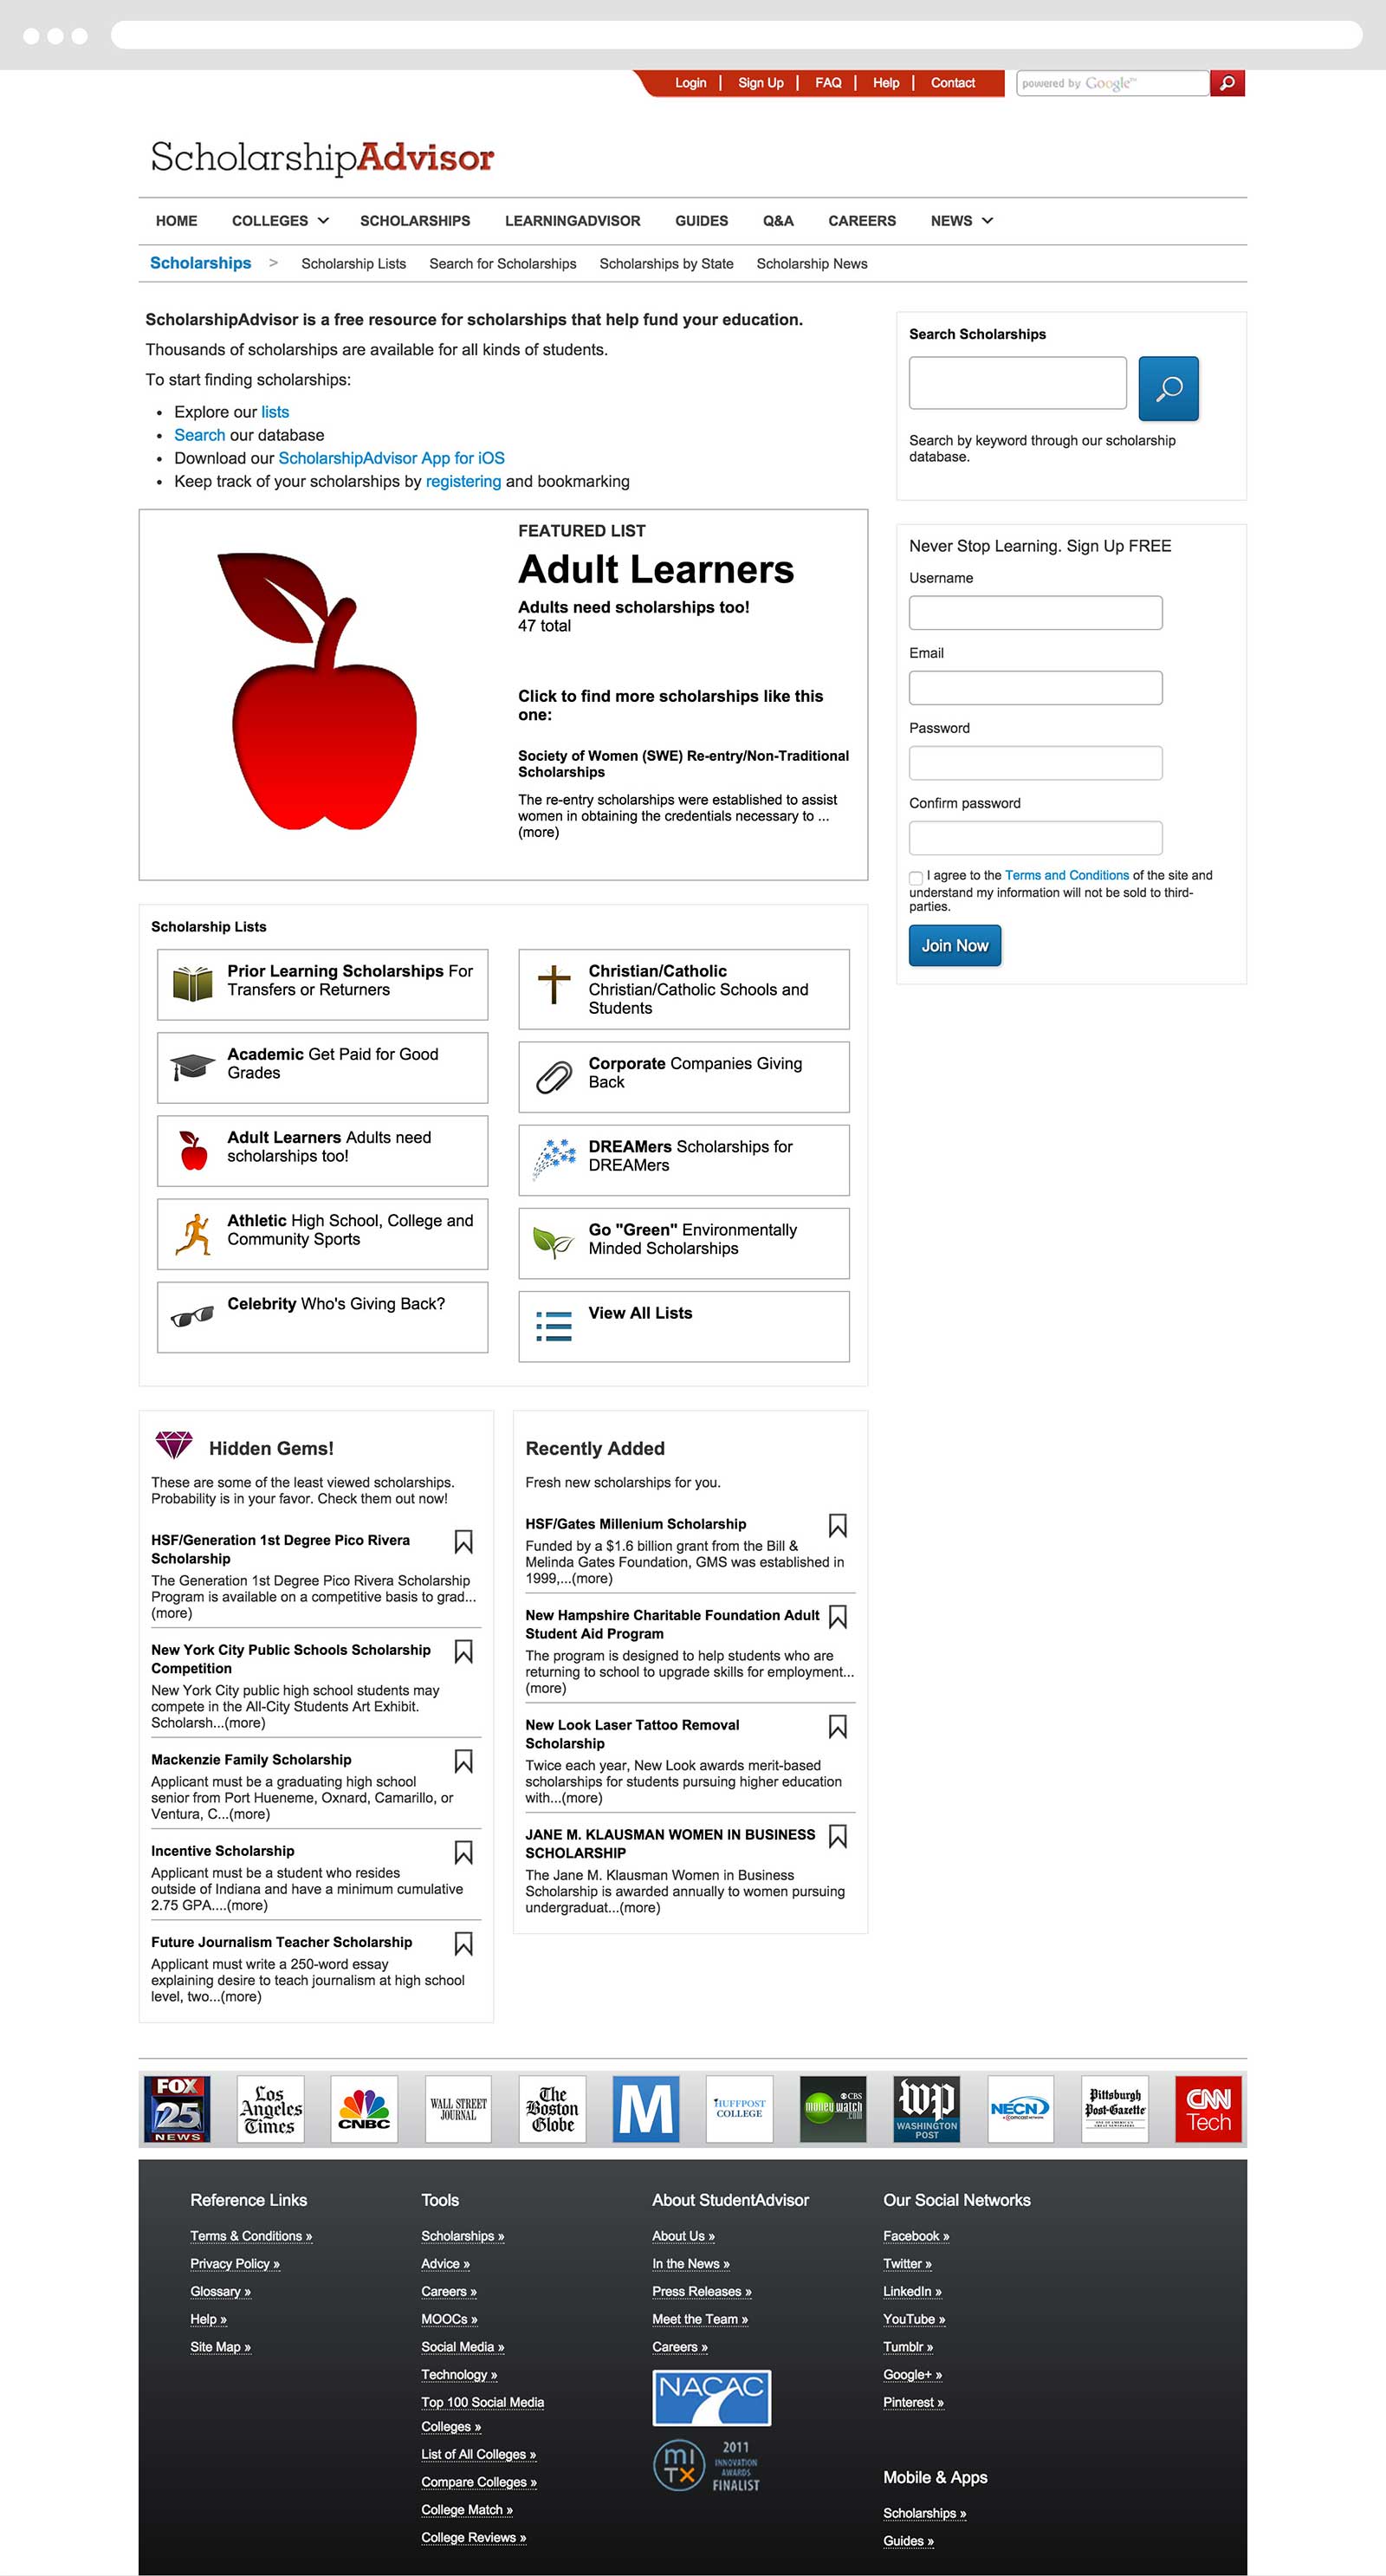 Login | Sign Up | FAQ | Help | Contact
powered by Google™
ScholarshipAdvisor
HOME COLLEGES SCHOLARSHIPS LEARNINGADVISOR GUIDES Q&A CAREERS NEWS
Scholarships > Scholarship Lists Search for Scholarships Scholarships by State Scholarship News
ScholarshipAdvisor is a free resource for scholarships that help fund your education.
Thousands of scholarships are available for all kinds of students.
To start finding scholarships:
• Explore our lists
• Search our database
• Download our ScholarshipAdvisor App for iOS
• Keep track of your scholarships by registering and bookmarking
FEATURED LIST
Adult Learners
Adults need scholarships too!
47 total
Click to find more scholarships like this
one:
Society of Women (SWE) Re-entry/Non-Traditional
Scholarships
The re-entry scholarships were established to assist
women in obtaining the credentials necessary to ...
(more)
Search Scholarships
Search by keyword through our scholarship
database.
Never Stop Learning. Sign Up FREE
Username
Email
Password
Confirm password
I agree to the Terms and Conditions of the site and
understand my information will not be sold to third-
parties.
Join Now
Scholarship Lists
Prior Learning Scholarships For
Transfers or Returners
Academic Get Paid for Good
Grades
Adult Learners Adults need
scholarships too!
Athletic High School, College and
Community Sports
Celebrity Who's Giving Back?
Christian/Catholic
Christian/Catholic Schools and
Students
Corporate Companies Giving
Back
DREAMers Scholarships for
DREAMers
Go "Green" Environmentally
Minded Scholarships
View All Lists
Hidden Gems!
These are some of the least viewed scholarships.
Probability is in your favor. Check them out now!
HSF/Generation 1st Degree Pico Rivera
Scholarship
The Generation 1st Degree Pico Rivera Scholarship
Program is available on a competitive basis to grad...
(more)
New York City Public Schools Scholarship
Competition
New York City public high school students may
compete in the All-City Students Art Exhibit.
Scholarsh...(more)
Mackenzie Family Scholarship
Applicant must be a graduating high school
senior from Port Hueneme, Oxnard, Camarillo, or
Ventura, C...(more)
Incentive Scholarship
Applicant must be a student who resides
outside of Indiana and have a minimum cumulative
2.75 GPA....(more)
Future Journalism Teacher Scholarship
Applicant must write a 250-word essay
explaining desire to teach journalism at high school
level, two...(more)
Recently Added
Fresh new scholarships for you.
HSF/Gates Millenium Scholarship
Funded by a $1.6 billion grant from the Bill &
Melinda Gates Foundation, GMS was established in
1999,...(more)
New Hampshire Charitable Foundation Adult
Student Aid Program
The program is designed to help students who are
returning to school to upgrade skills for employment...
(more)
New Look Laser Tattoo Removal
Scholarship
Twice each year, New Look awards merit-based
scholarships for students pursuing higher education
with...(more)
JANE M. KLAUSMAN WOMEN IN BUSINESS
SCHOLARSHIP
The Jane M. Klausman Women in Business
Scholarship is awarded annually to women pursuing
undergraduat...(more)
FOX
25
NEWS
Los
Angeles
Times
CNBC
WALL STREET
JOURNAL
The
Boston
Globe
M
HUFFPOST
COLLEGE
CBS
money watch
.com
wp
WASHINGTON
POST
NECN
Pittsburgh
Post-Gazette
CNN
Tech
Reference Links
Terms & Conditions »
Privacy Policy »
Glossary »
Help »
Site Map »
Tools
Scholarships »
Advice »
Careers »
MOOCs »
Social Media »
Technology »
Top 100 Social Media
Colleges »
List of All Colleges »
Compare Colleges »
College Match »
College Reviews »
About StudentAdvisor
About Us »
In the News »
Press Releases »
Meet the Team »
Careers »
NACAC
mi
TX
2011
INNOVATION
AWARDS
FINALIST
Our Social Networks
Facebook »
Twitter »
LinkedIn »
YouTube »
Tumblr »
Google+ »
Pinterest »
Mobile & Apps
Scholarships »
Guides »